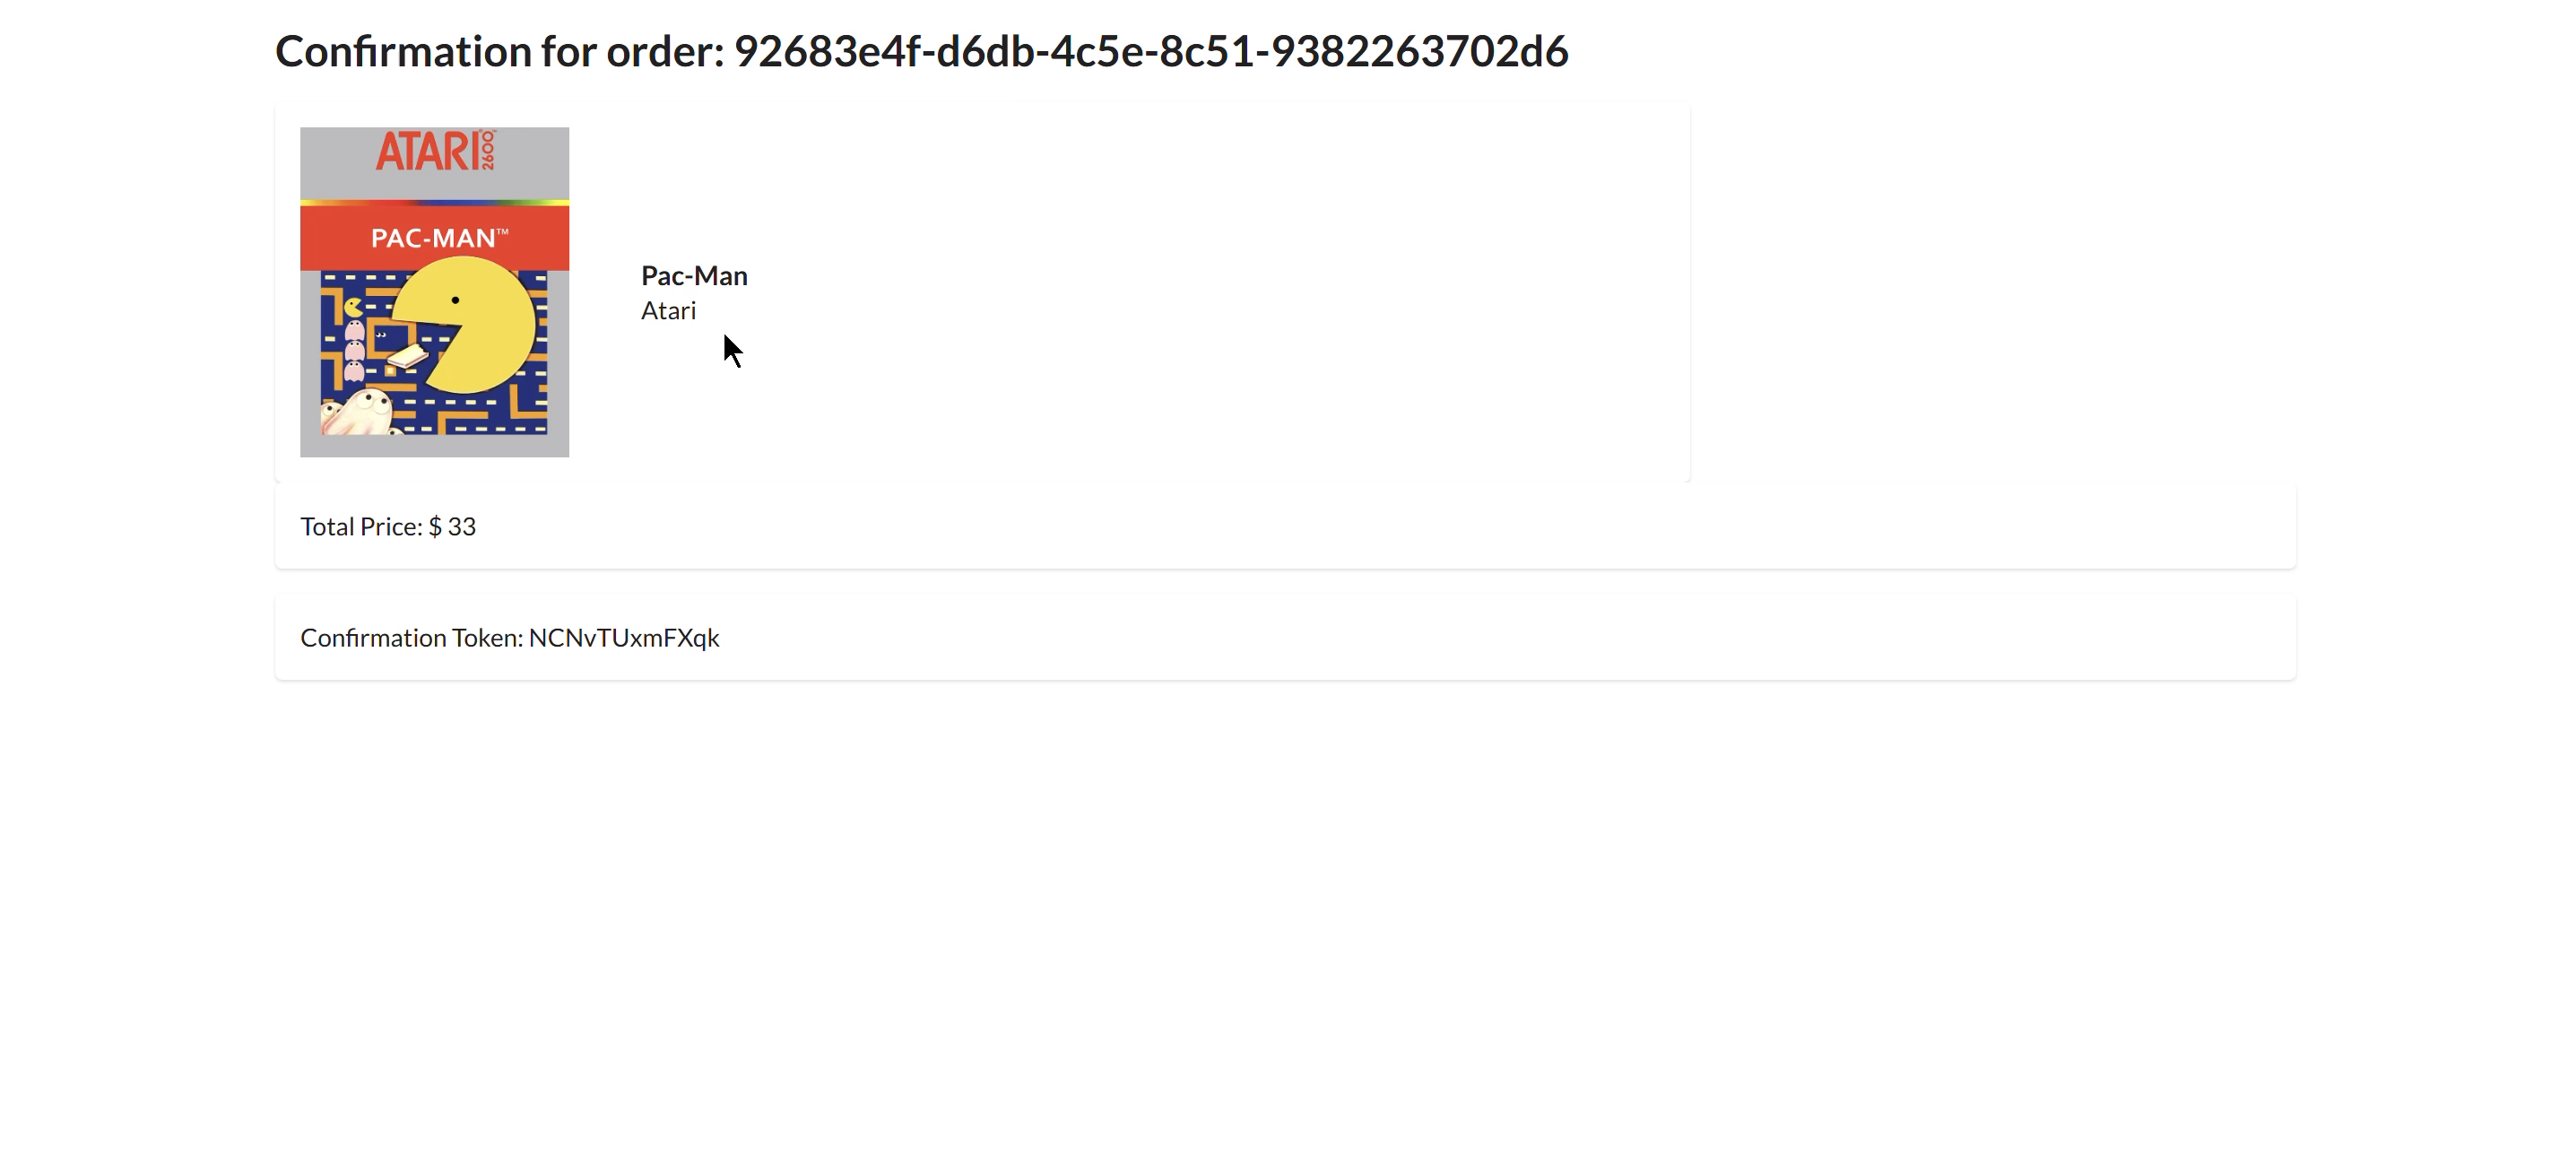 Confirmation for order: 92683e4f-d6db-4c5e-8c51-9382263702d6
ATARI 2600™
PAC-MAN™
Pac-Man
Atari
Total Price: $ 33
Confirmation Token: NCNvTUxmFXqk